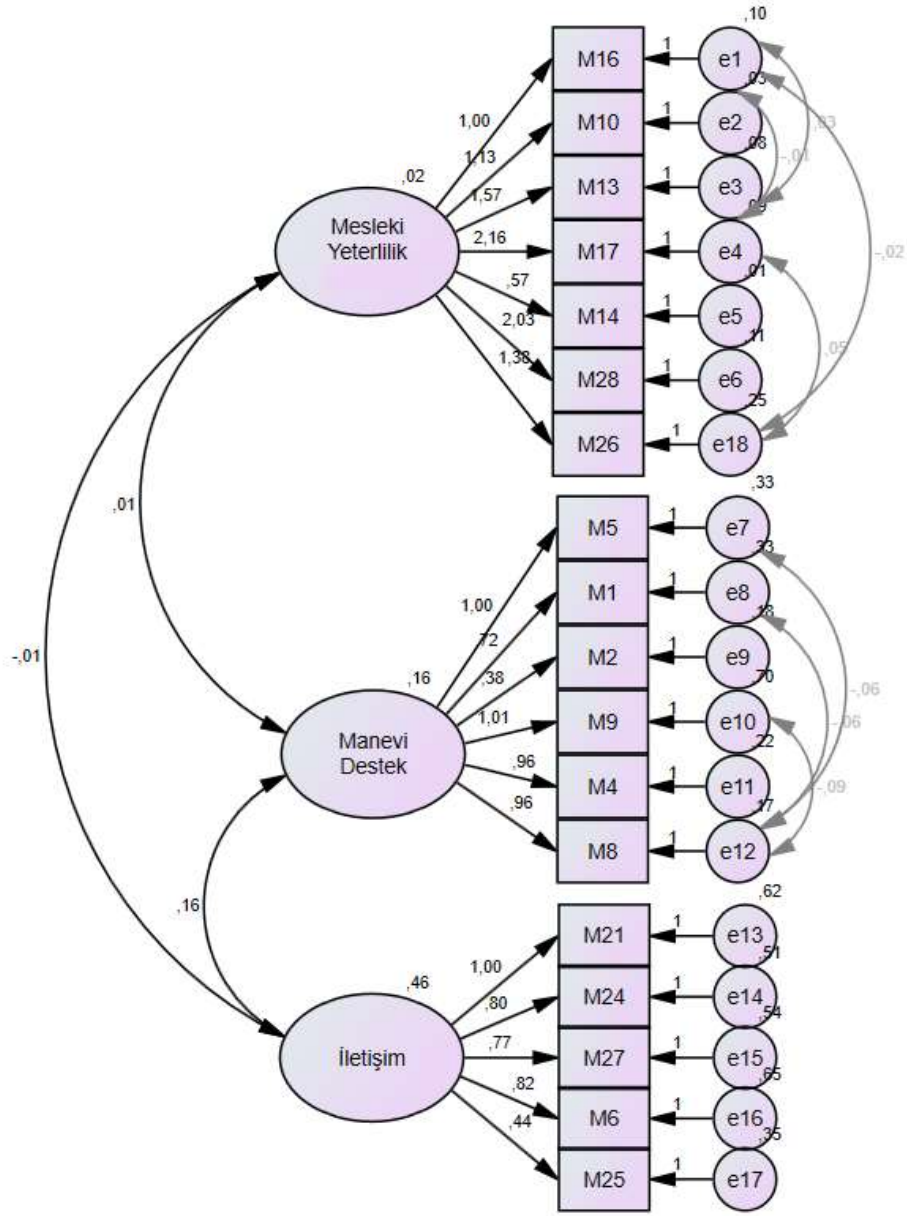 ,10
M16
1
e1
1,00
,03
M10
1
e2
,03
1,13
,08
-,01
,02
M13
1
e3
1,57
,09
Mesleki
Yeterlilik
2,16
M17
1
e4
-,02
,01
,57
M14
1
e5
2,03
,11
,05
1,38
M28
1
e6
,25
M26
1
e18
,33
,01
M5
1
e7
,33
1,00
M1
1
e8
,18
,72
-,01
,16
,38
M2
1
e9
,70
-,06
1,01
M9
1
e10
-,06
Manevi
Destek
,22
,96
M4
1
e11
-,09
,96
,17
M8
1
e12
,62
,16
M21
1
e13
,51
1,00
,46
M24
1
e14
,80
,54
İletişim
,77
M27
1
e15
,65
,82
M6
1
e16
,44
,35
M25
1
e17